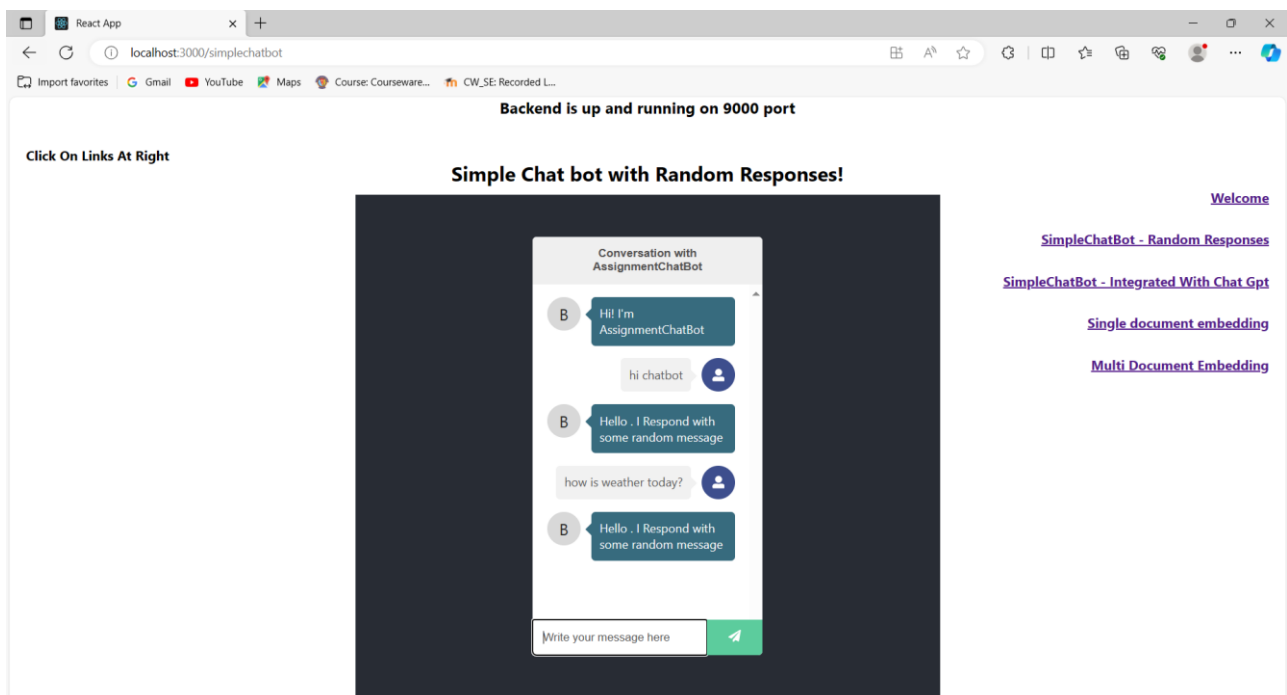 React App
localhost:3000/simplechatbot
Import favorites
Gmail
YouTube
Maps
Course: Courseware...
CW_SE: Recorded L...
Backend is up and running on 9000 port
Click On Links At Right
Simple Chat bot with Random Responses!
Welcome
SimpleChatBot - Random Responses
SimpleChatBot - Integrated With Chat Gpt
Single document embedding
Multi Document Embedding
Conversation with
AssignmentChatBot
B
Hi! I'm
AssignmentChatBot
hi chatbot
B
Hello . I Respond with
some random message
how is weather today?
B
Hello . I Respond with
some random message
Write your message here